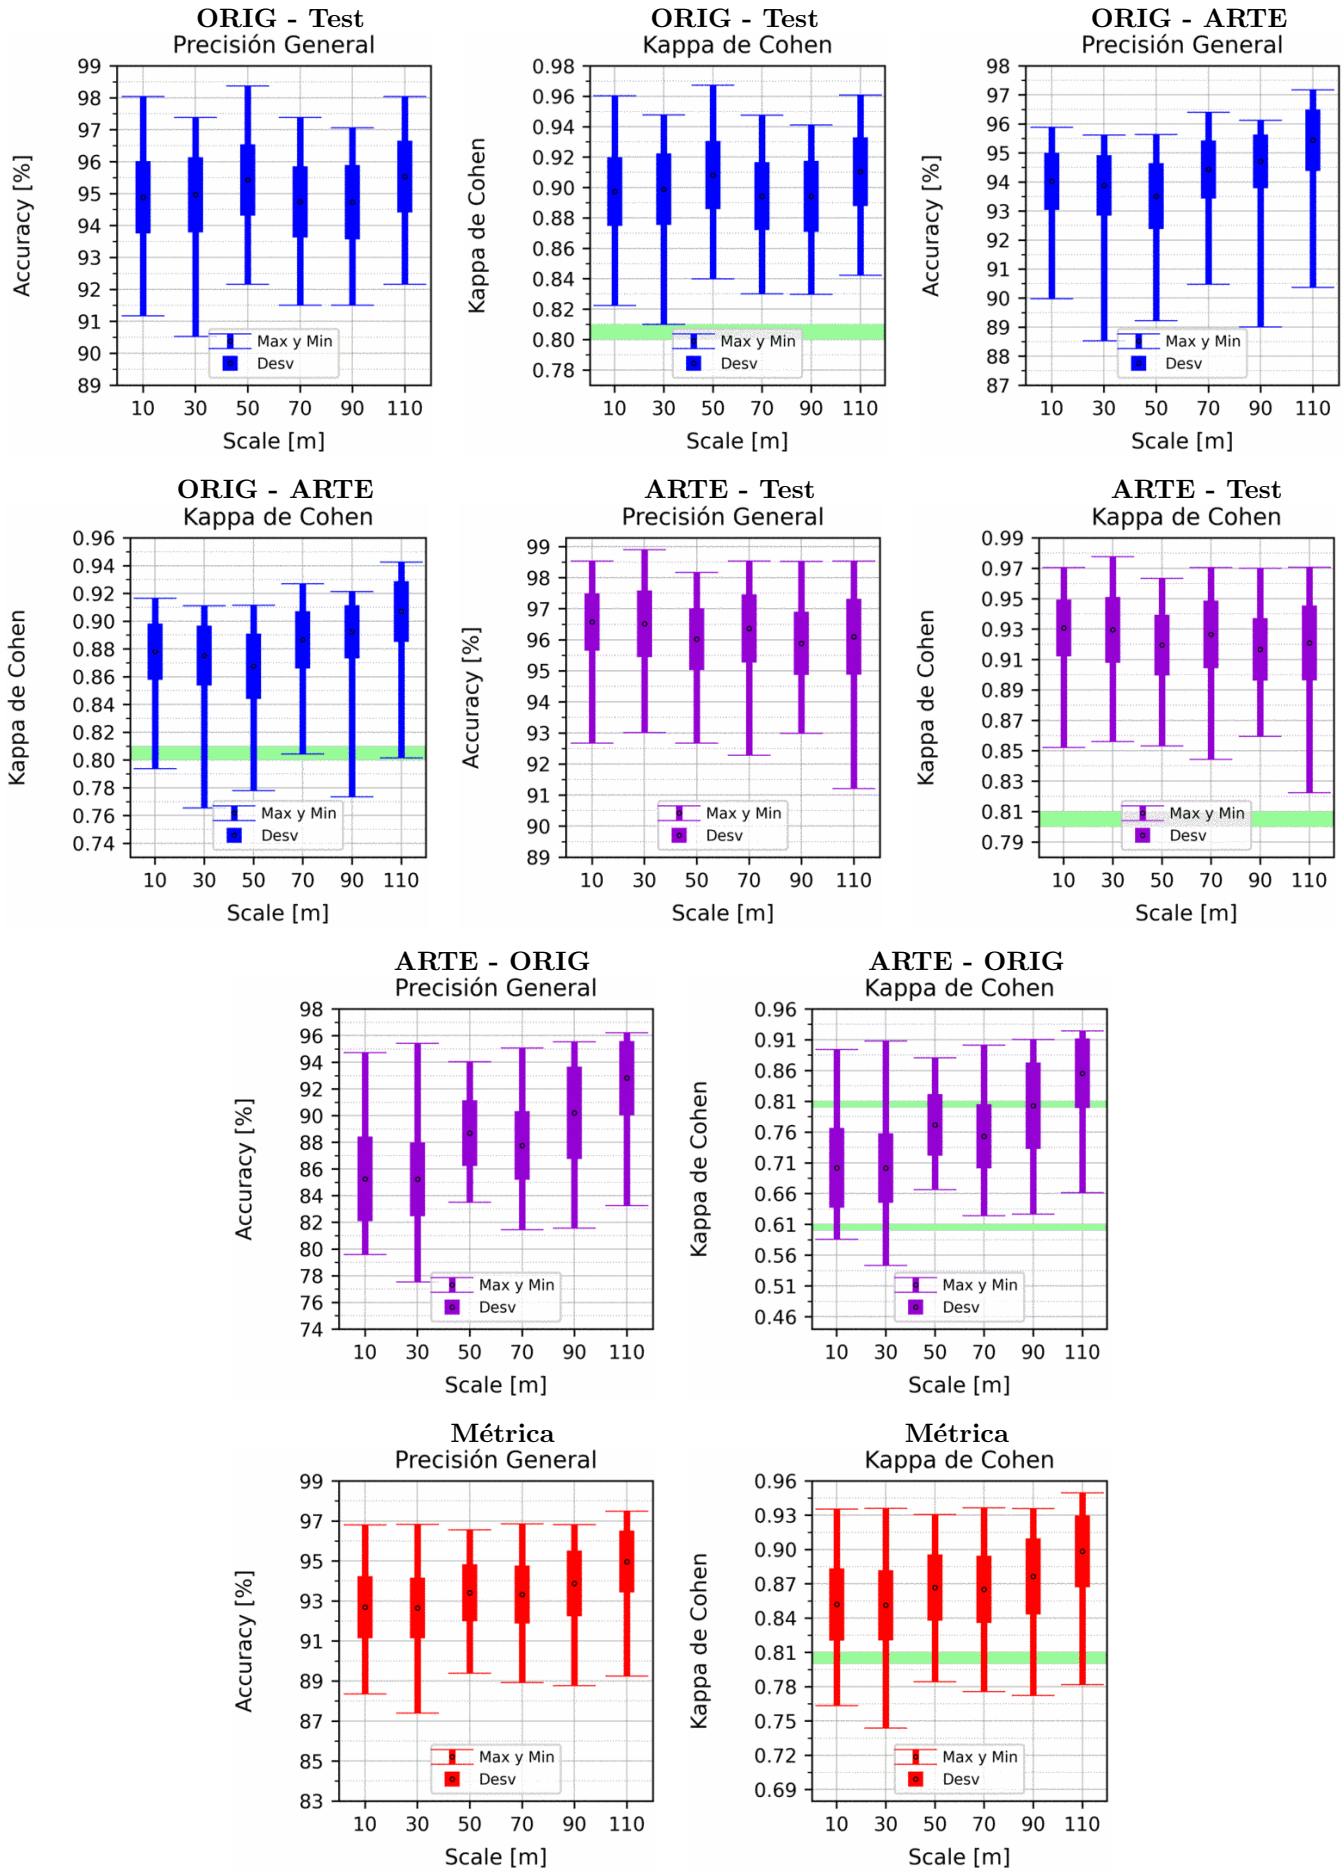 ORIG - Test
Precisión General
99
98
97
96
95
94
93
92
91
90
89
Accuracy [%]
Max y Min
Desv
10 30 50 70 90 110
Scale [m]
ORIG - Test
Kappa de Cohen
0.98
0.96
0.94
0.92
0.90
0.88
0.86
0.84
0.82
0.80
0.78
Kappa de Cohen
Max y Min
Desv
10 30 50 70 90 110
Scale [m]
ORIG - ARTE
Precisión General
98
97
96
95
94
93
92
91
90
89
88
87
Accuracy [%]
Max y Min
Desv
10 30 50 70 90 110
Scale [m]
ORIG - ARTE
Kappa de Cohen
0.96
0.94
0.92
0.90
0.88
0.86
0.84
0.82
0.80
0.78
0.76
0.74
Kappa de Cohen
Max y Min
Desv
10 30 50 70 90 110
Scale [m]
ARTE - Test
Precisión General
99
98
97
96
95
94
93
92
91
90
89
Accuracy [%]
Max y Min
Desv
10 30 50 70 90 110
Scale [m]
ARTE - Test
Kappa de Cohen
0.99
0.97
0.95
0.93
0.91
0.89
0.87
0.85
0.83
0.81
0.79
Kappa de Cohen
Max y Min
Desv
10 30 50 70 90 110
Scale [m]
ARTE - ORIG
Precisión General
98
96
94
92
90
88
86
84
82
80
78
76
74
Accuracy [%]
Max y Min
Desv
10 30 50 70 90 110
Scale [m]
ARTE - ORIG
Kappa de Cohen
0.96
0.91
0.86
0.81
0.76
0.71
0.66
0.61
0.56
0.51
0.46
Kappa de Cohen
Max y Min
Desv
10 30 50 70 90 110
Scale [m]
Métrica
Precisión General
99
97
95
93
91
89
87
85
83
Accuracy [%]
Max y Min
Desv
10 30 50 70 90 110
Scale [m]
Métrica
Kappa de Cohen
0.96
0.93
0.90
0.87
0.84
0.81
0.78
0.75
0.72
0.69
Kappa de Cohen
Max y Min
Desv
10 30 50 70 90 110
Scale [m]